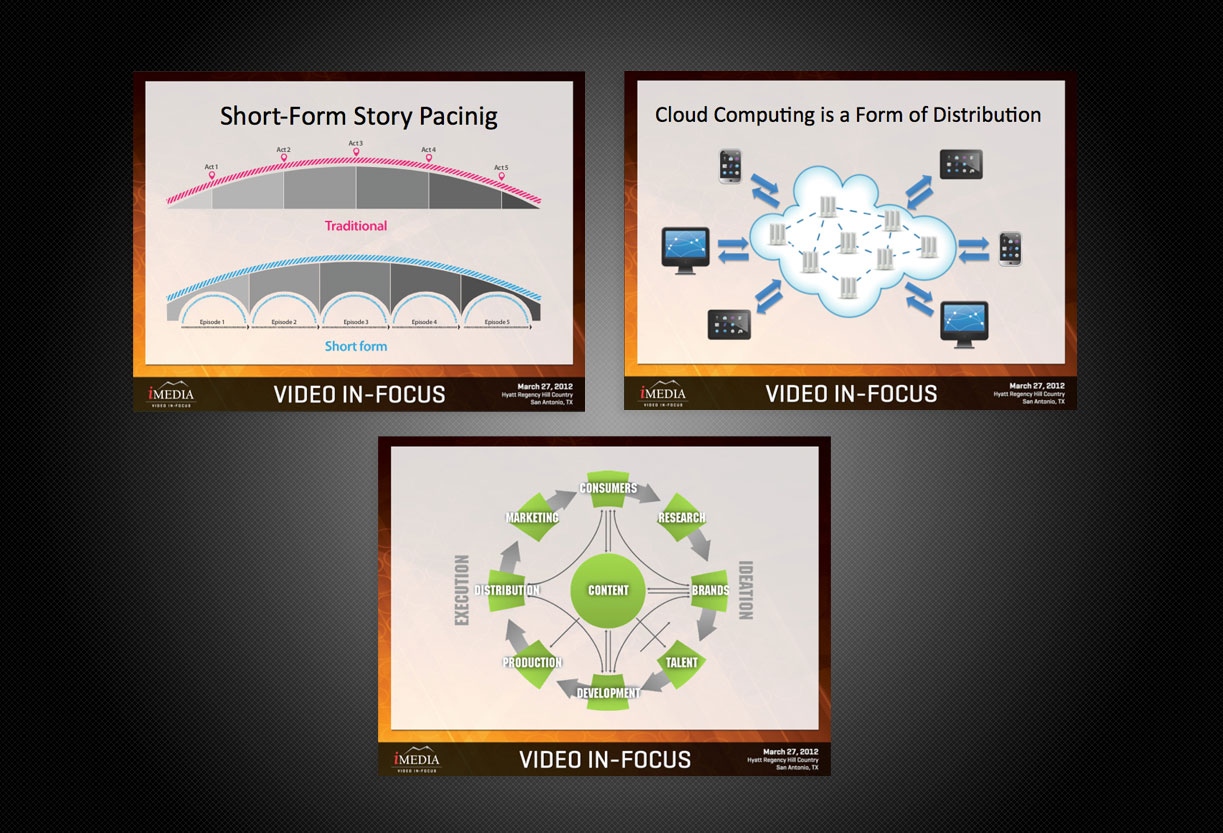 Short-Form Story Pacinig
Act 1
Act 2
Act 3
Act 4
Act 5
Traditional
Episode 1
Episode 2
Episode 3
Episode 4
Episode 5
Short form
iMEDIA
VIDEO IN-FOCUS
VIDEO IN-FOCUS
March 27, 2012
Hyatt Regency Hill Country
San Antonio, TX
Cloud Computing is a Form of Distribution
iMEDIA
VIDEO IN-FOCUS
VIDEO IN-FOCUS
March 27, 2012
Hyatt Regency Hill Country
San Antonio, TX
CONSUMERS
MARKETING
RESEARCH
EXECUTION
DISTRIBUTION
CONTENT
BRANDS
IDEATION
PRODUCTION
TALENT
DEVELOPMENT
iMEDIA
VIDEO IN-FOCUS
VIDEO IN-FOCUS
March 27, 2012
Hyatt Regency Hill Country
San Antonio, TX